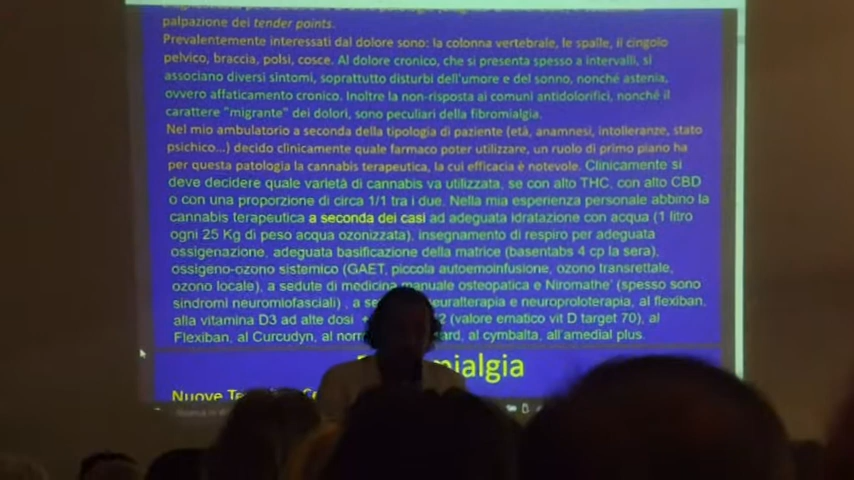 palpazione dei tender points.
Prevalentemente interessati dal dolore sono: la colonna vertebrale, le spalle, il cingolo
pelvico, braccia, polsi, cosce. Al dolore cronico, che si presenta spesso a intervalli, si
associano diversi sintomi, soprattutto disturbi dell'umore e del sonno, nonché astenia,
ovvero affaticamento cronico. Inoltre la non-risposta ai comuni antidolorifici, nonché il
carattere "migrante" dei dolori, sono peculiari della fibromialgia.
Nel mio ambulatorio a seconda della tipologia di paziente (età, anamnesi, intolleranze, stato
psichico...) decido clinicamente quale farmaco poter utilizzare, un ruolo di primo piano ha
per questa patologia la cannabis terapeutica, la cui efficacia è notevole. Clinicamente si
deve decidere quale varietà di cannabis va utilizzata, se con alto THC, con alto CBD
o con una proporzione di circa 1/1 tra i due. Nella mia esperienza personale abbino la
cannabis terapeutica a seconda dei casi ad adeguata idratazione con acqua (1 litro
ogni 25 Kg di peso acqua ozonizzata), insegnamento di respiro per adeguata
ossigenazione, adeguata basificazione della matrice (basentabs 4 cp la sera),
ossigeno-ozono sistemico (GAET, piccola autoemoinfusione, ozono transrettale,
ozono locale), a sedute di medicina manuale osteopatica e Niromathe' (spesso sono
sindromi neuromiofasciali) , a euralterapia e neuroproloterapia, al flexiban,
alla vitamina D3 ad alte dosi + 2 (valore ematico vit D target 70), al
Flexiban, al Curcudyn, al ard, al cymbalta, all'amedial plus.
mialgia
Nuove